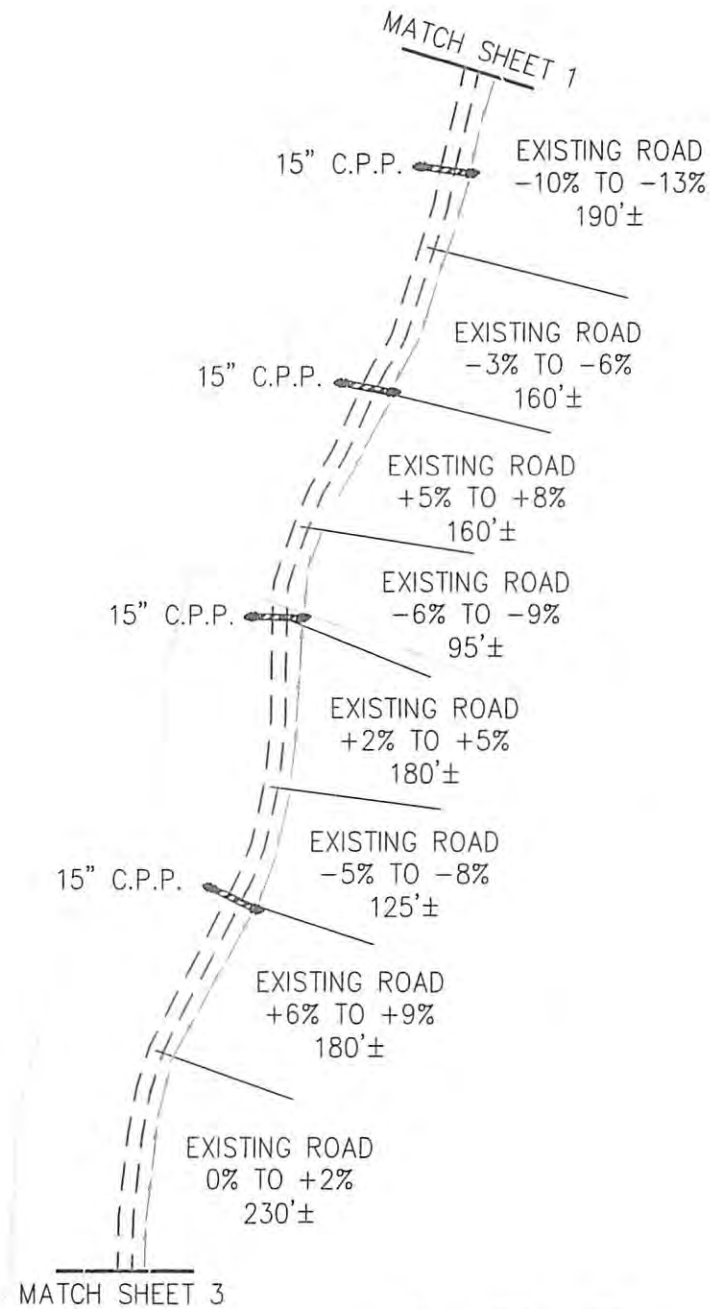 MATCH SHEET 1
15" C.P.P.
EXISTING ROAD
-10% TO -13%
190'±
EXISTING ROAD
-3% TO -6%
160'±
15" C.P.P.
EXISTING ROAD
+5% TO +8%
160'±
EXISTING ROAD
-6% TO -9%
95'±
15" C.P.P.
EXISTING ROAD
+2% TO +5%
180'±
EXISTING ROAD
-5% TO -8%
125'±
15" C.P.P.
EXISTING ROAD
+6% TO +9%
180'±
EXISTING ROAD
0% TO +2%
230'±
MATCH SHEET 3